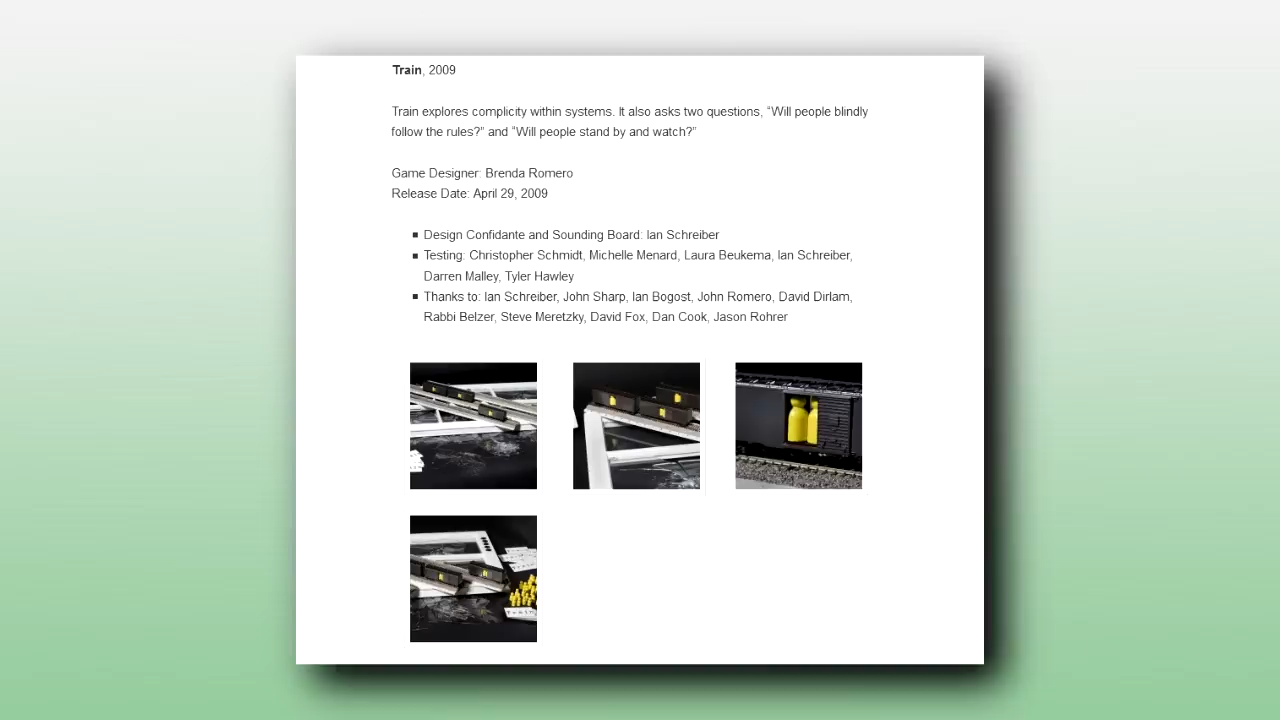 Train, 2009
Train explores complicity within systems. It also asks two questions, “Will people blindly
follow the rules?” and “Will people stand by and watch?”
Game Designer: Brenda Romero
Release Date: April 29, 2009
Design Confidante and Sounding Board: Ian Schreiber
Testing: Christopher Schmidt, Michelle Menard, Laura Beukema, Ian Schreiber,
Darren Malley, Tyler Hawley
Thanks to: Ian Schreiber, John Sharp, Ian Bogost, John Romero, David Dirlam,
Rabbi Belzer, Steve Meretzky, David Fox, Dan Cook, Jason Rohrer